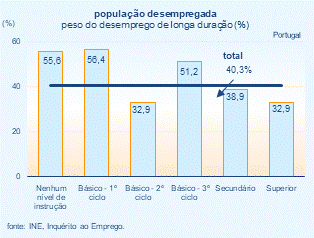 população desempregada
peso do desemprego de longa duração (%)
(%)
Portugal
60
40
20
0
55,6
56,4
32,9
51,2
38,9
32,9
total
40,3%
Nenhum nível de instrução
Básico - 1º ciclo
Básico - 2º ciclo
Básico - 3º ciclo
Secundário
Superior
fonte: INE, Inquérito ao Emprego.